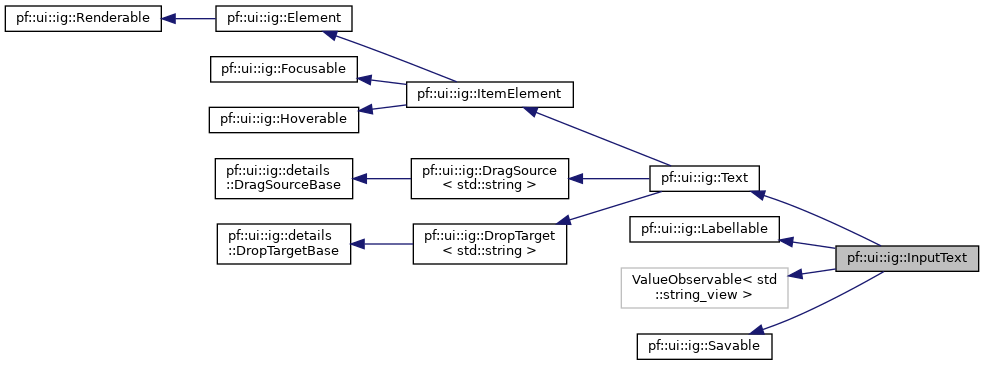 pf::ui::ig::Renderable
pf::ui::ig::Element
pf::ui::ig::Focusable
pf::ui::ig::ItemElement
pf::ui::ig::Hoverable
pf::ui::ig::details
::DragSourceBase
pf::ui::ig::DragSource
< std::string >
pf::ui::ig::Text
pf::ui::ig::details
::DropTargetBase
pf::ui::ig::DropTarget
< std::string >
pf::ui::ig::Labellable
pf::ui::ig::InputText
ValueObservable< std
::string_view >
pf::ui::ig::Savable